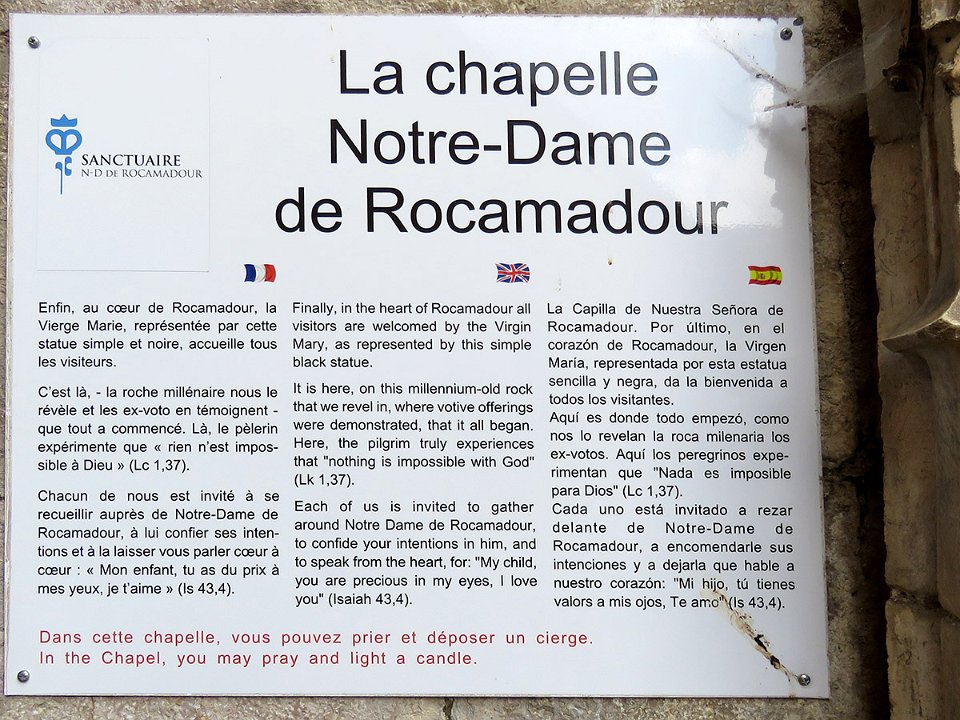 La chapelle
Notre-Dame
de Rocamadour
SANCTUAIRE
N-D DE ROCAMADOUR
Enfin, au cœur de Rocamadour, la
Vierge Marie, représentée par cette
statue simple et noire, accueille tous
les visiteurs.
C'est là, - la roche millénaire nous le
révèle et les ex-voto en témoignent -
que tout a commencé. Là, le pèlerin
expérimente que « rien n'est impos-
sible à Dieu » (Lc 1,37).
Chacun de nous est invité à se
recueillir auprès de Notre-Dame de
Rocamadour, à lui confier ses inten-
tions et à la laisser vous parler cœur à
cœur : « Mon enfant, tu as du prix à
mes yeux, je t'aime » (Is 43,4).
Finally, in the heart of Rocamadour all
visitors are welcomed by the Virgin
Mary, as represented by this simple
black statue.
It is here, on this millennium-old rock
that we revel in, where votive offerings
were demonstrated, that it all began.
Here, the pilgrim truly experiences
that "nothing is impossible with God"
(Lk 1,37).
Each of us is invited to gather
around Notre Dame de Rocamadour,
to confide your intentions in him, and
to speak from the heart, for: "My child,
you are precious in my eyes, I love
you" (Isaiah 43,4).
La Capilla de Nuestra Señora de
Rocamadour. Por último, en el
corazón de Rocamadour, la Virgen
María, representada por esta estatua
sencilla y negra, da la bienvenida a
todos los visitantes.
Aquí es donde todo empezó, como
nos lo revelan la roca milenaria los
ex-votos. Aquí los peregrinos expe-
rimentan que "Nada es imposible
para Dios" (Lc 1,37).
Cada uno está invitado a rezar
delante de Notre-Dame de
Rocamadour, a encomendarle sus
intenciones y a dejarla que hable a
nuestro corazón: "Mi hijo, tú tienes
valors a mis ojos, Te amo" (Is 43,4).
Dans cette chapelle, vous pouvez prier et déposer un cierge.
In the Chapel, you may pray and light a candle.